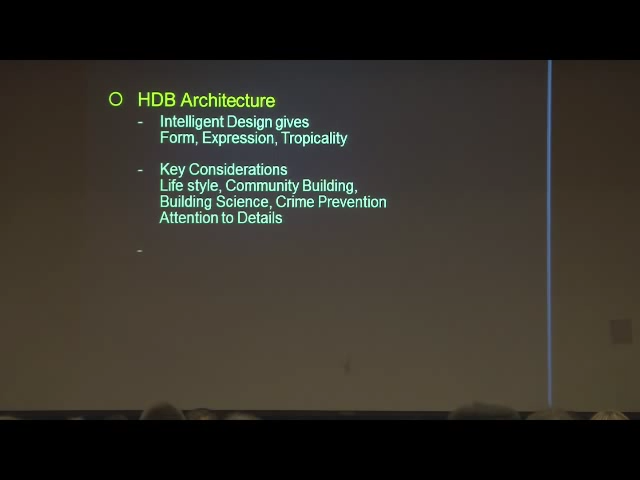 HDB Architecture
- Intelligent Design gives
Form, Expression, Tropicality
- Key Considerations
Life style, Community Building,
Building Science, Crime Prevention
Attention to Details
-